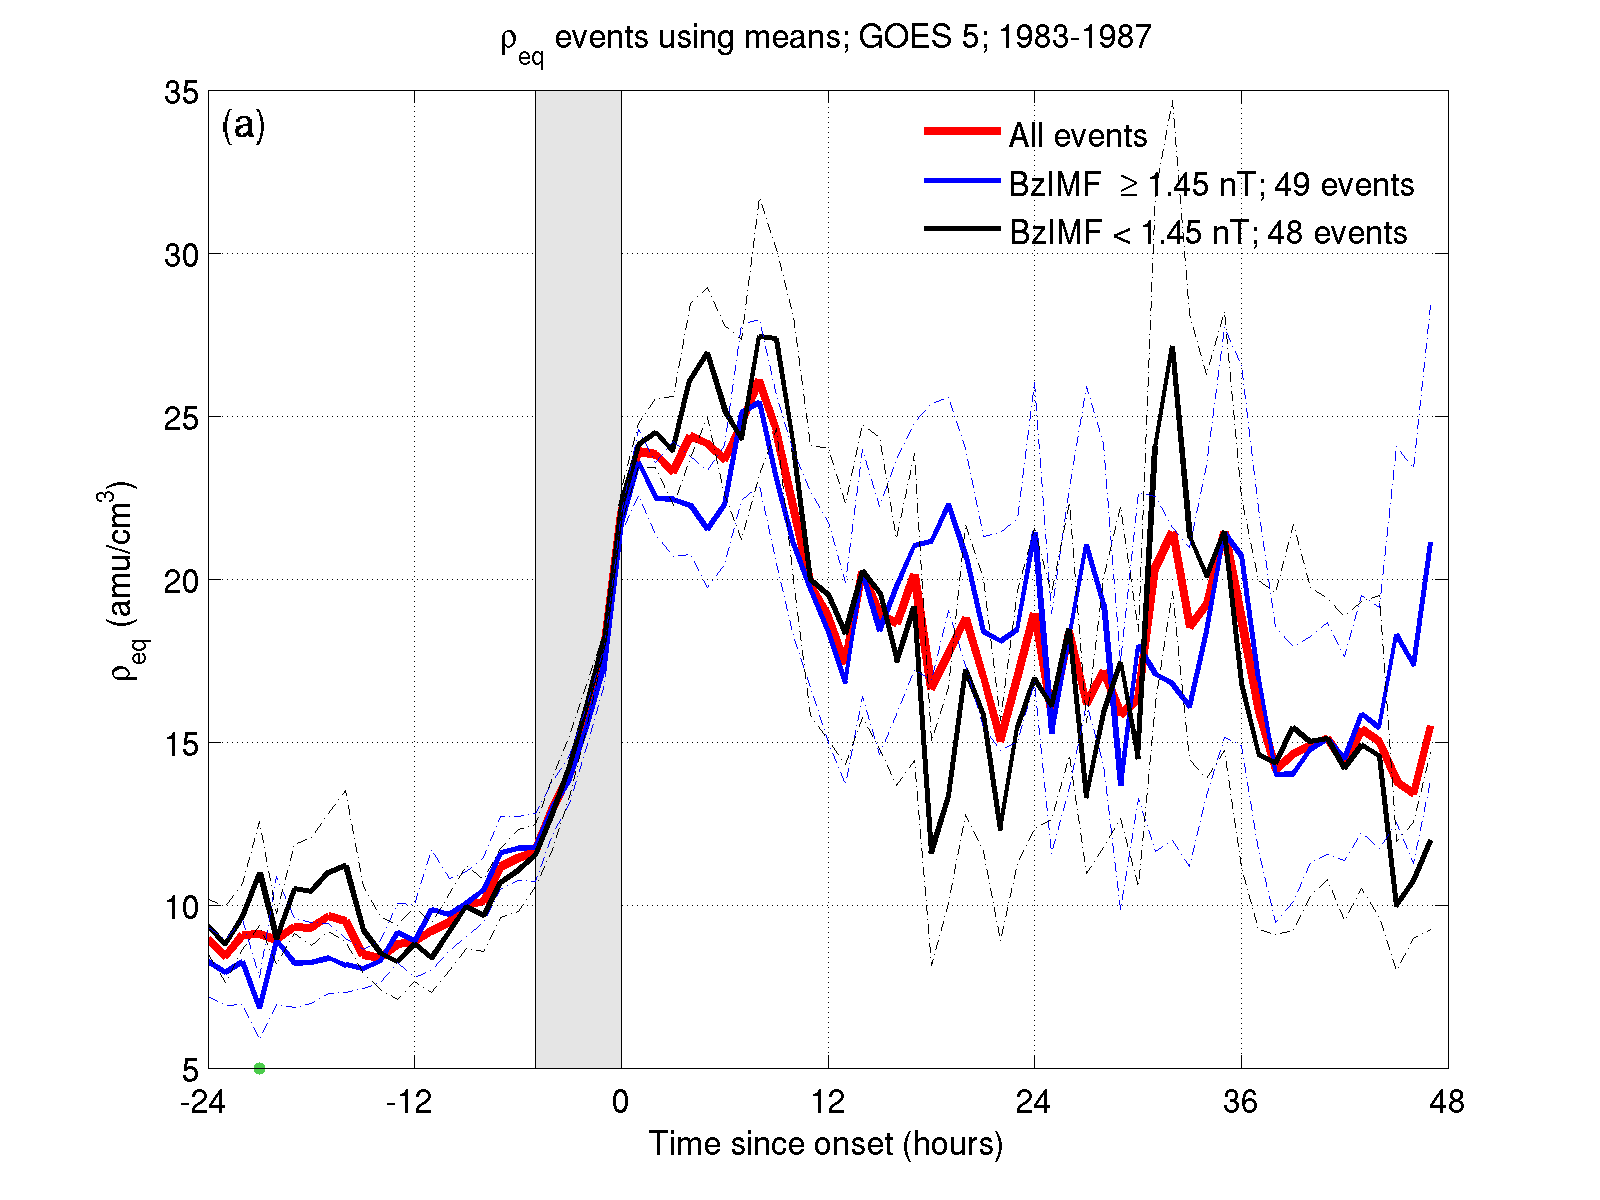 ρeq events using means; GOES 5; 1983-1987
(a)
All events
BzIMF ≥ 1.45 nT; 49 events
BzIMF < 1.45 nT; 48 events
35
30
25
20
15
10
5
ρeq (amu/cm³)
-24 -12 0 12 24 36 48
Time since onset (hours)